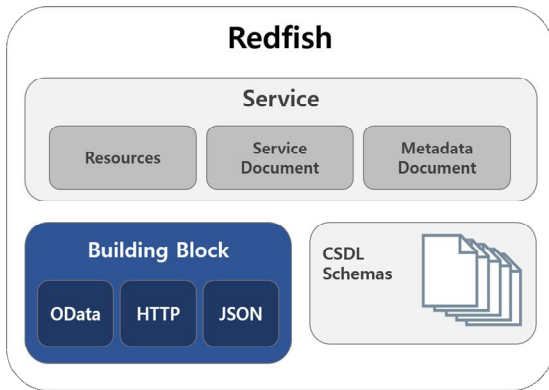 Redfish
Service
Resources
Service
Document
Metadata
Document
Building Block
OData
HTTP
JSON
CSDL
Schemas